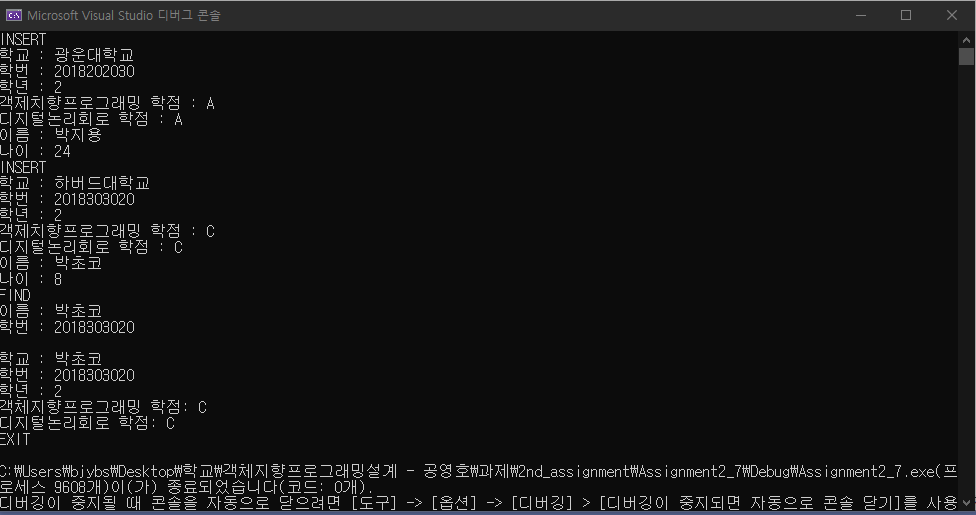 Microsoft Visual Studio 디버그 콘솔
INSERT
학교 : 광운대학교
학번 : 2018202030
학년 : 2
객체치향프로그래밍 학점 : A
디지털논리회로 학점 : A
이름 : 박지용
나이 : 24
INSERT
학교 : 하버드대학교
학번 : 2018303020
학년 : 2
객체치향프로그래밍 학점 : C
디지털논리회로 학점 : C
이름 : 박초코
나이 : 8
FIND
이름 : 박초코
학번 : 2018303020
학교 : 박초코
학번 : 2018303020
학년 : 2
객체지향프로그래밍 학점: C
디지털논리회로 학점: C
EXIT
C:\Users\biybs\Desktop\학교\객체지향프로그래밍설계 - 공영호\과제\2nd_assignment\Assignment2_7\Debug\Assignment2_7.exe(프
로세스 9608개)이(가) 종료되었습니다(코드: 0개).
디버깅이 중지될 때 콘솔을 자동으로 닫으려면 [도구] -> [옵션] -> [디버깅] > [디버깅이 중지되면 자동으로 콘솔 닫기]를 사용